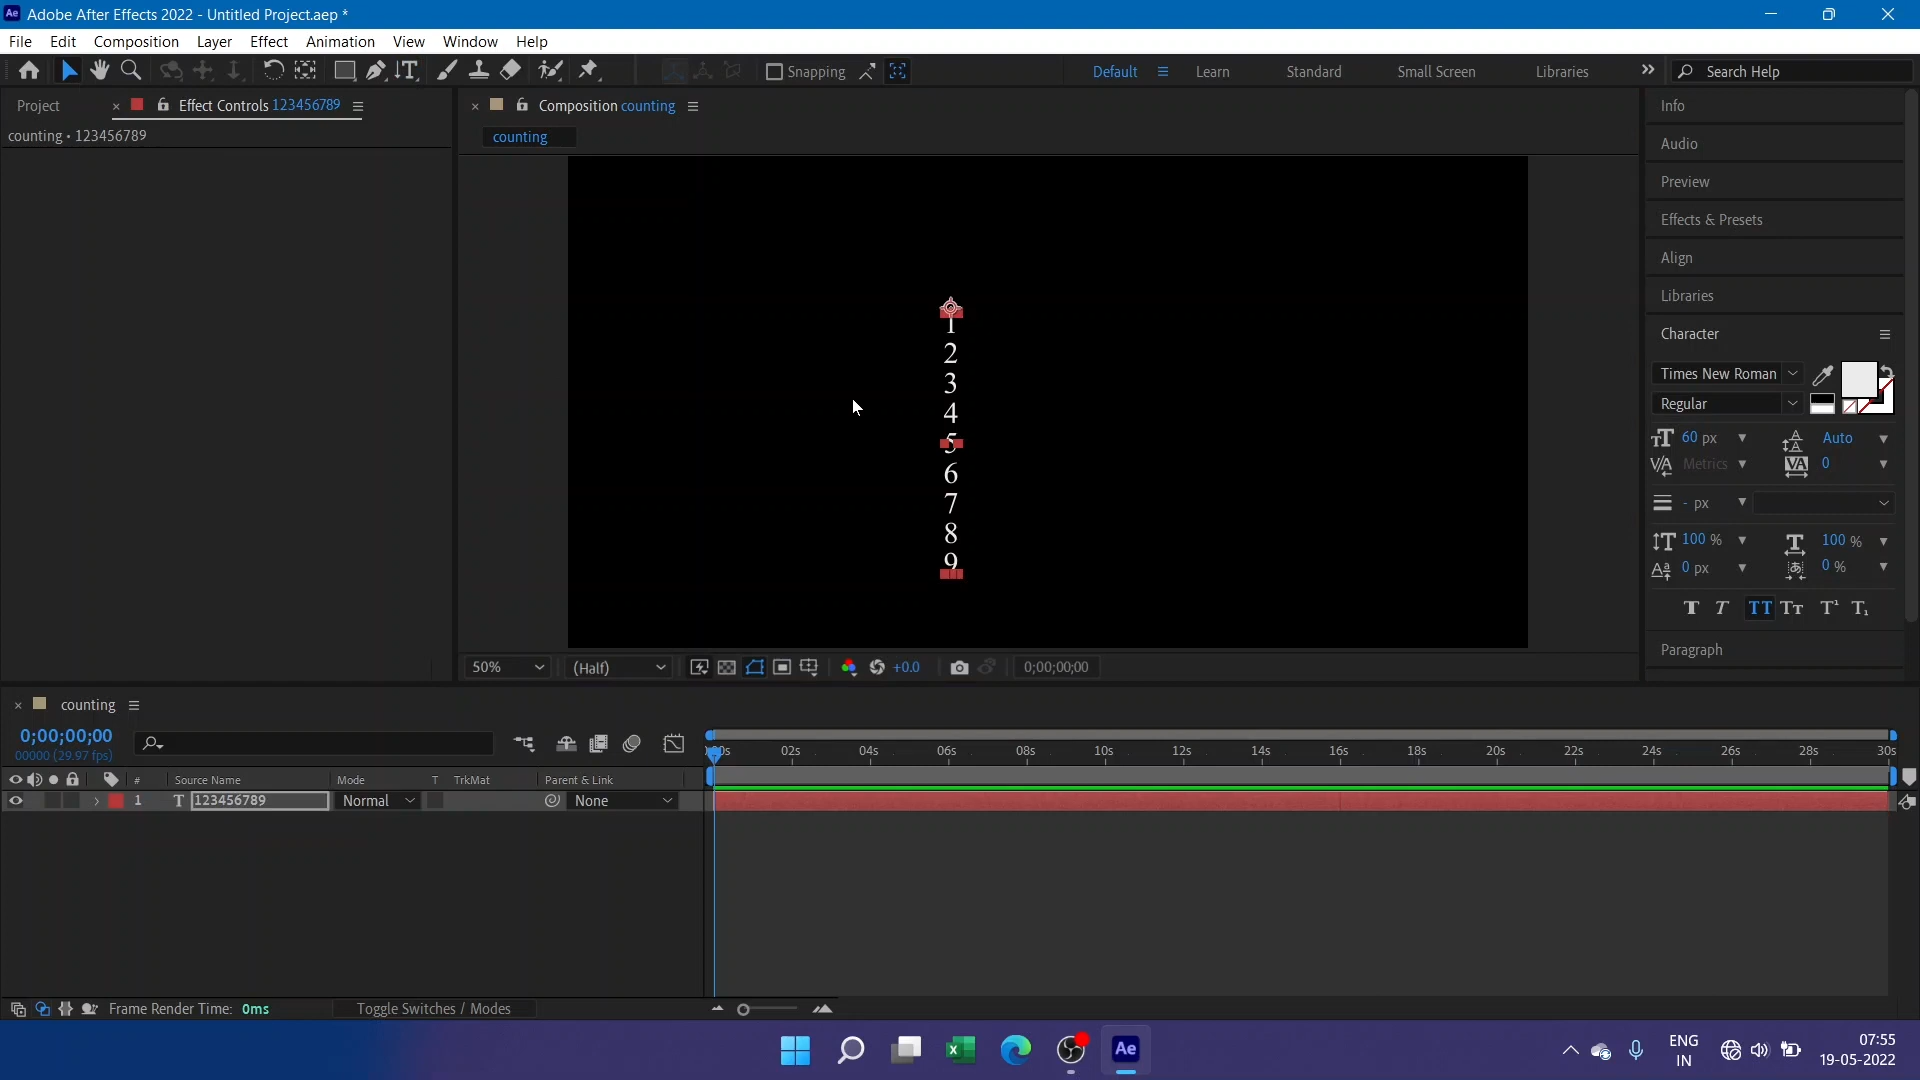 Ae Adobe After Effects 2022 - Untitled Project.aep *
File Edit Composition Layer Effect Animation View Window Help
Snapping
Default Learn Standard Small Screen Libraries Search Help
Project
Effect Controls 123456789
Composition counting
counting • 123456789
counting
1
2
3
4
5
6
7
8
9
50% (Half) +0.0 0;00;00;00
Info
Audio
Preview
Effects & Presets
Align
Libraries
Character
Times New Roman
Regular
60 px Auto
Metrics 0
- px
100 % 100 %
0 px 0 %
Paragraph
counting
0;00;00;00
00000 (29.97 fps)
02s 04s 06s 08s 10s 12s 14s 16s 18s 20s 22s 24s 26s 28s 30s
# Source Name Mode T TrkMat Parent & Link
1 T 123456789 Normal None
Frame Render Time: 0ms Toggle Switches / Modes
Ae
ENG
IN
07:55
19-05-2022